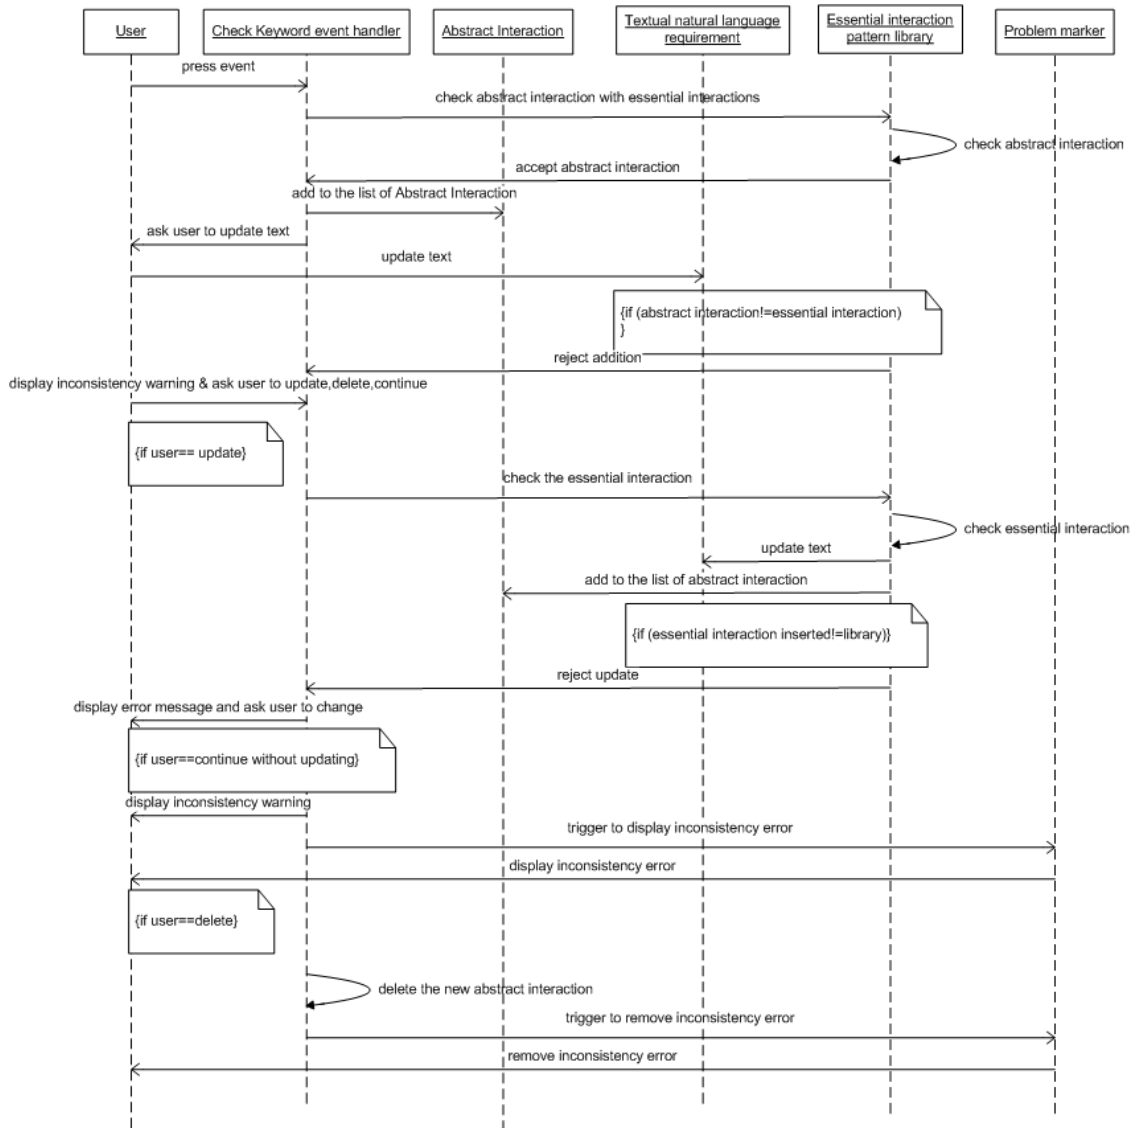 User
Check Keyword event handler
Abstract Interaction
Textual natural language
requirement
Essential interaction
pattern library
Problem marker
press event
check abstract interaction with essential interactions
check abstract interaction
accept abstract interaction
add to the list of Abstract Interaction
ask user to update text
update text
{if (abstract interaction!=essential interaction)
}
reject addition
display inconsistency warning & ask user to update,delete,continue
{if user== update}
check the essential interaction
check essential interaction
update text
add to the list of abstract interaction
{if (essential interaction inserted!=library)}
reject update
display error message and ask user to change
{if user==continue without updating}
display inconsistency warning
trigger to display inconsistency error
display inconsistency error
{if user==delete}
delete the new abstract interaction
trigger to remove inconsistency error
remove inconsistency error